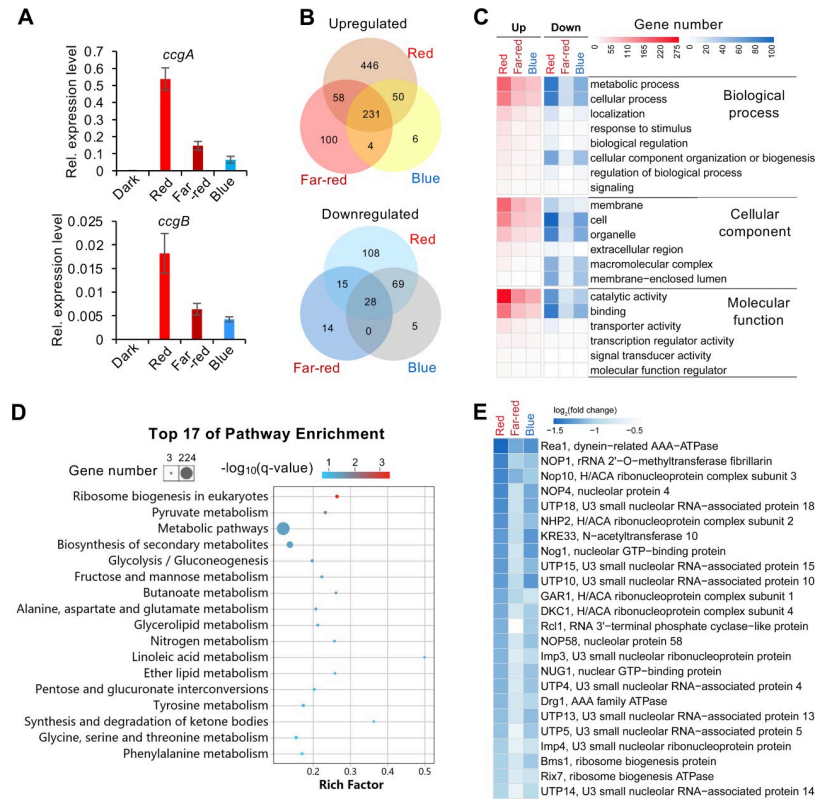 A
ccgA
Rel. expression level
0.7
0.6
0.5
0.4
0.3
0.2
0.1
0
Dark
Red
Far
-red
Blue
ccgB
Rel. expression level
0.025
0.02
0.015
0.01
0.005
0
Dark
Red
Far
-red
Blue
B
Upregulated
Red
446
58
50
231
100
4
6
Far-red
Blue
Downregulated
Red
108
15
69
28
14
0
5
Far-red
Blue
C
Up Down
Gene number
0 55 110 165 220 275
0 20 40 60 80 100
Red Far-red Blue Red Far-red Blue
metabolic process
cellular process
localization
response to stimulus
biological regulation
cellular component organization or biogenesis
regulation of biological process
signaling
Biological
process
membrane
cell
organelle
extracellular region
macromolecular complex
membrane-enclosed lumen
Cellular
component
catalytic activity
binding
transporter activity
transcription regulator activity
signal transducer activity
molecular function regulator
Molecular
function
D
Top 17 of Pathway Enrichment
Gene number 3 224
-log10(q-value) 1 2 3
Ribosome biogenesis in eukaryotes
Pyruvate metabolism
Metabolic pathways
Biosynthesis of secondary metabolites
Glycolysis / Gluconeogenesis
Fructose and mannose metabolism
Butanoate metabolism
Alanine, aspartate and glutamate metabolism
Glycerolipid metabolism
Nitrogen metabolism
Linoleic acid metabolism
Ether lipid metabolism
Pentose and glucuronate interconversions
Tyrosine metabolism
Synthesis and degradation of ketone bodies
Glycine, serine and threonine metabolism
Phenylalanine metabolism
0.2 0.3 0.4 0.5
Rich Factor
E
Red Far-red Blue
log2(fold change)
−1.5 −1 −0.5
Rea1, dynein-related AAA−ATPase
NOP1, rRNA 2'−O−methyltransferase fibrillarin
Nop10, H/ACA ribonucleoprotein complex subunit 3
NOP4, nucleolar protein 4
UTP18, U3 small nucleolar RNA−associated protein 18
NHP2, H/ACA ribonucleoprotein complex subunit 2
KRE33, N−acetyltransferase 10
Nog1, nucleolar GTP−binding protein
UTP15, U3 small nucleolar RNA−associated protein 15
UTP10, U3 small nucleolar RNA−associated protein 10
GAR1, H/ACA ribonucleoprotein complex subunit 1
DKC1, H/ACA ribonucleoprotein complex subunit 4
Rcl1, RNA 3'−terminal phosphate cyclase−like protein
NOP58, nucleolar protein 58
Imp3, U3 small nucleolar ribonucleoprotein protein
NUG1, nuclear GTP−binding protein
UTP4, U3 small nucleolar RNA−associated protein 4
Drg1, AAA family ATPase
UTP13, U3 small nucleolar RNA−associated protein 13
UTP5, U3 small nucleolar RNA−associated protein 5
Imp4, U3 small nucleolar ribonucleoprotein protein
Bms1, ribosome biogenesis protein
Rix7, ribosome biogenesis ATPase
UTP14, U3 small nucleolar RNA−associated protein 14